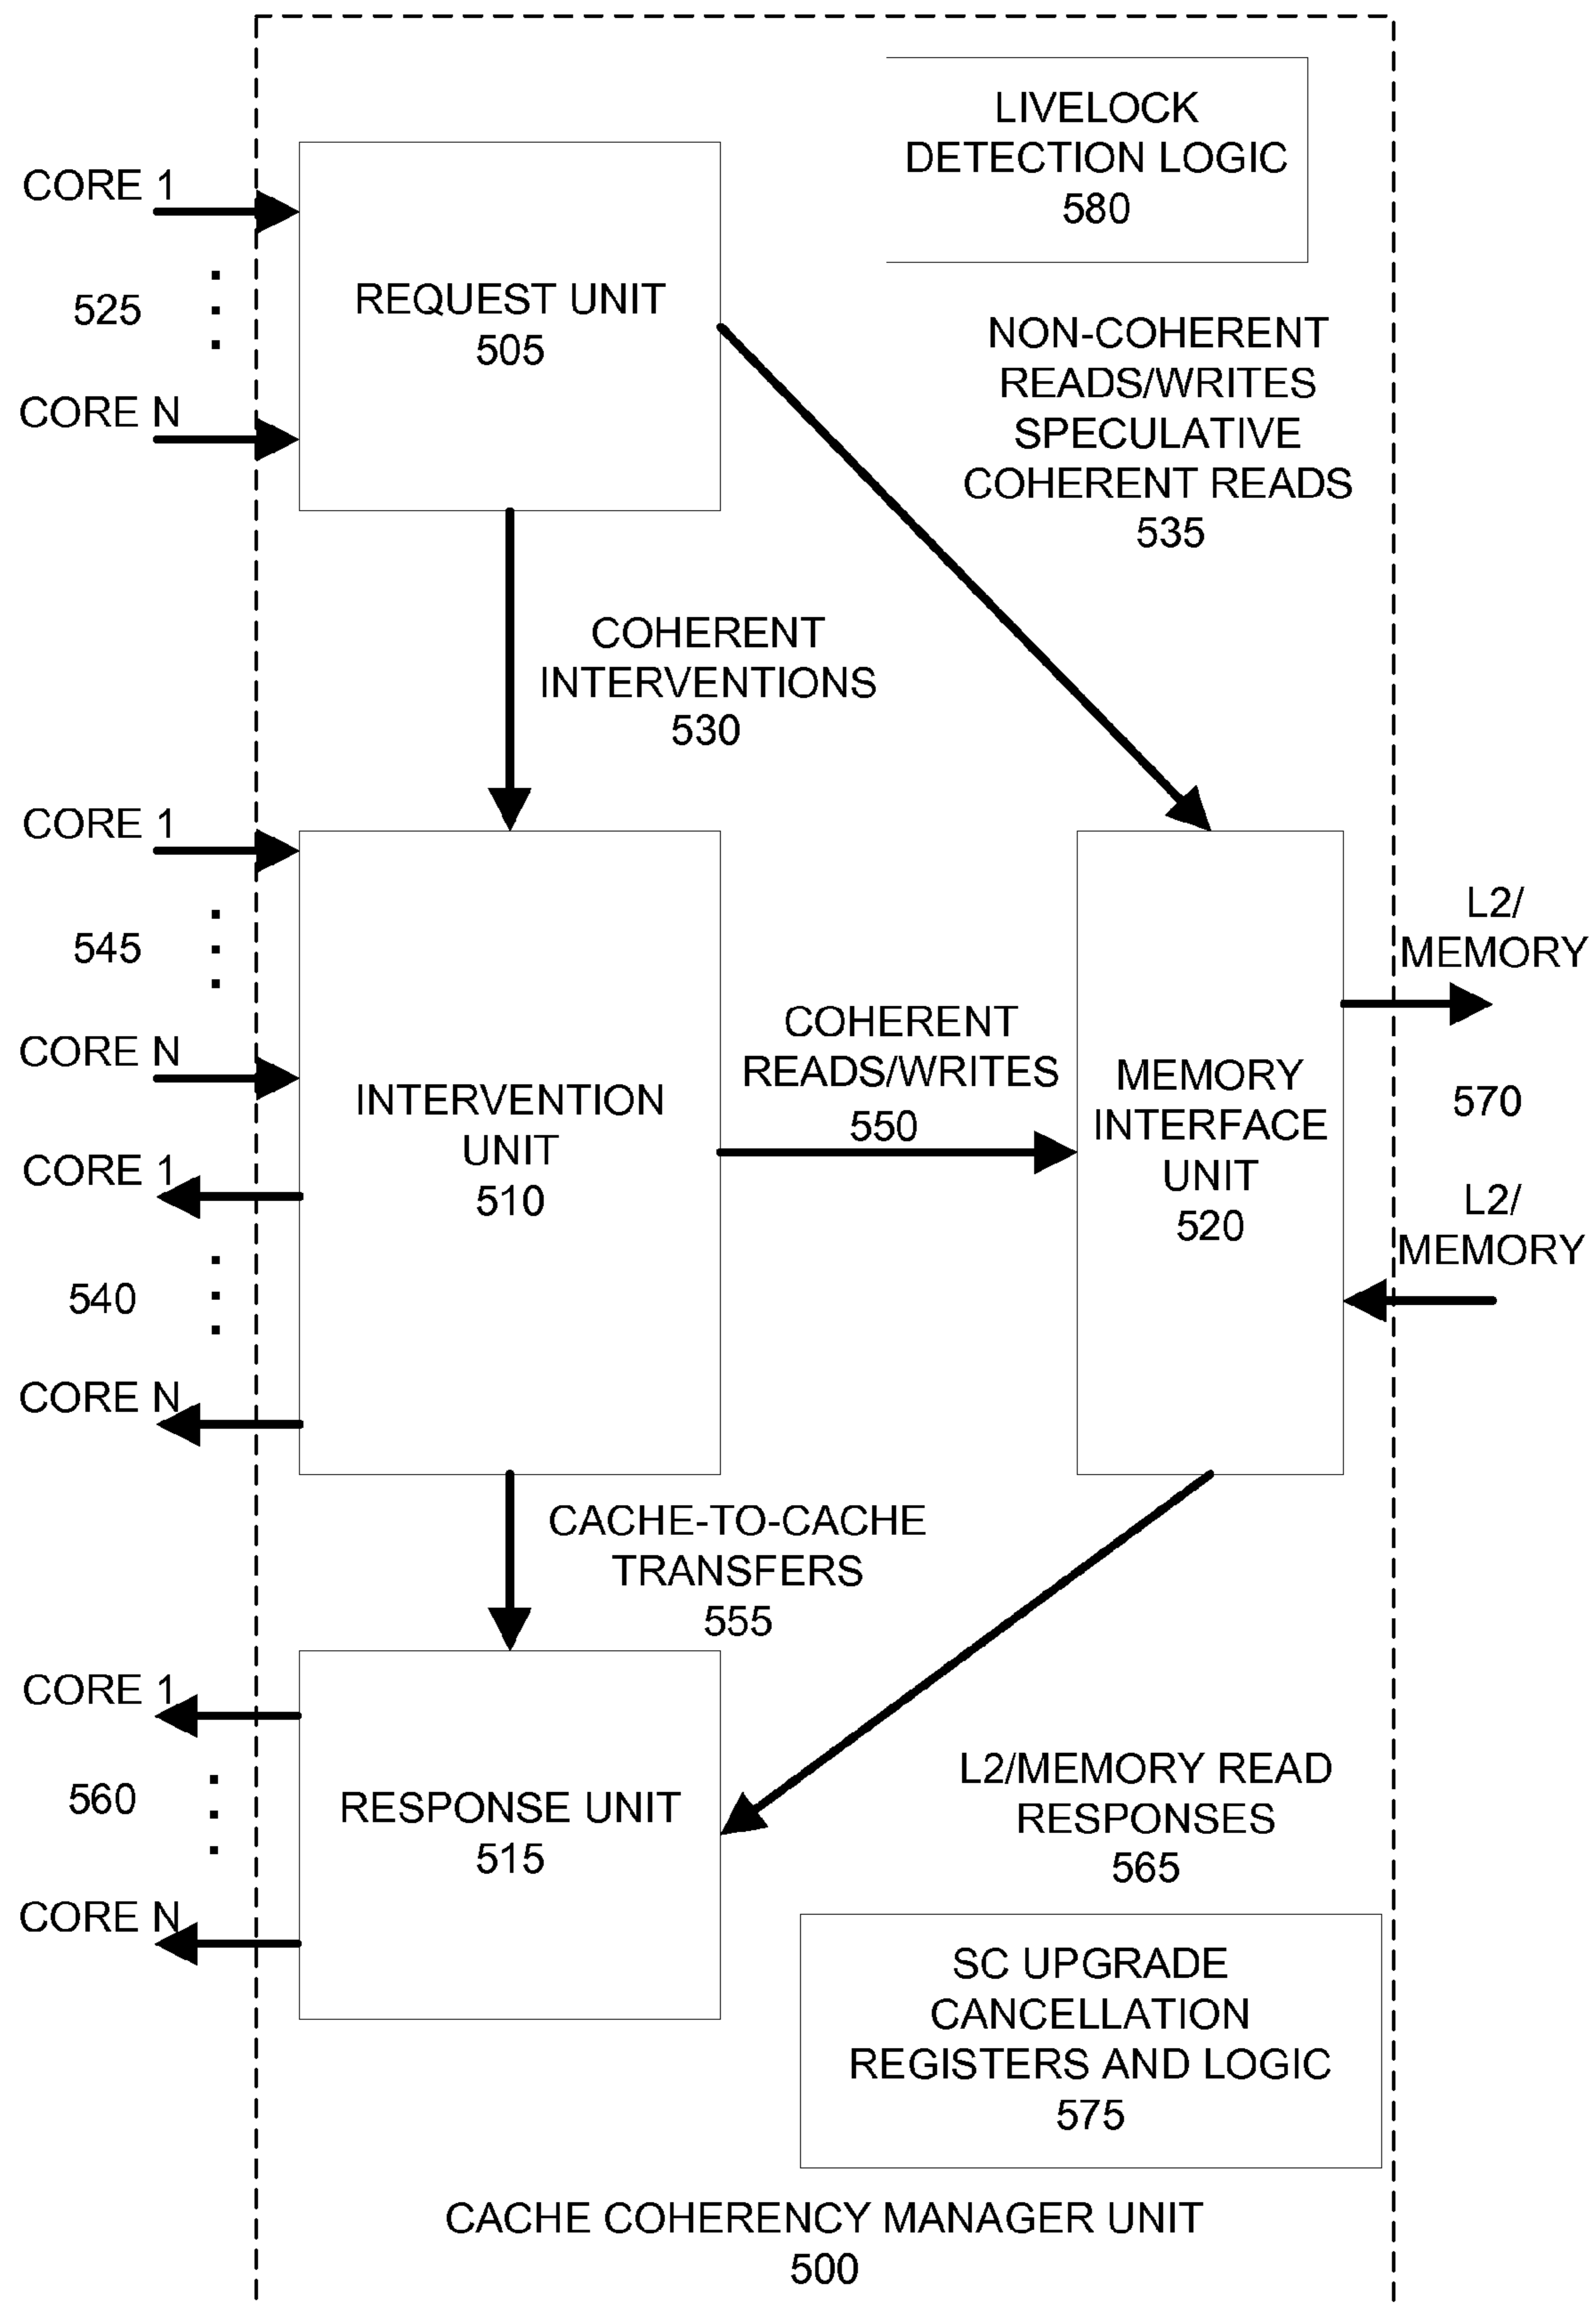 LIVELOCK
DETECTION LOGIC
580
CORE 1
525
CORE N
REQUEST UNIT
505
NON-COHERENT
READS/WRITES
SPECULATIVE
COHERENT READS
535
COHERENT
INTERVENTIONS
530
CORE 1
545
CORE N
CORE 1
540
CORE N
INTERVENTION
UNIT
510
COHERENT
READS/WRITES
550
MEMORY
INTERFACE
UNIT
520
L2/
MEMORY
570
L2/
MEMORY
CACHE-TO-CACHE
TRANSFERS
555
CORE 1
560
CORE N
RESPONSE UNIT
515
L2/MEMORY READ
RESPONSES
565
SC UPGRADE
CANCELLATION
REGISTERS AND LOGIC
575
CACHE COHERENCY MANAGER UNIT
500